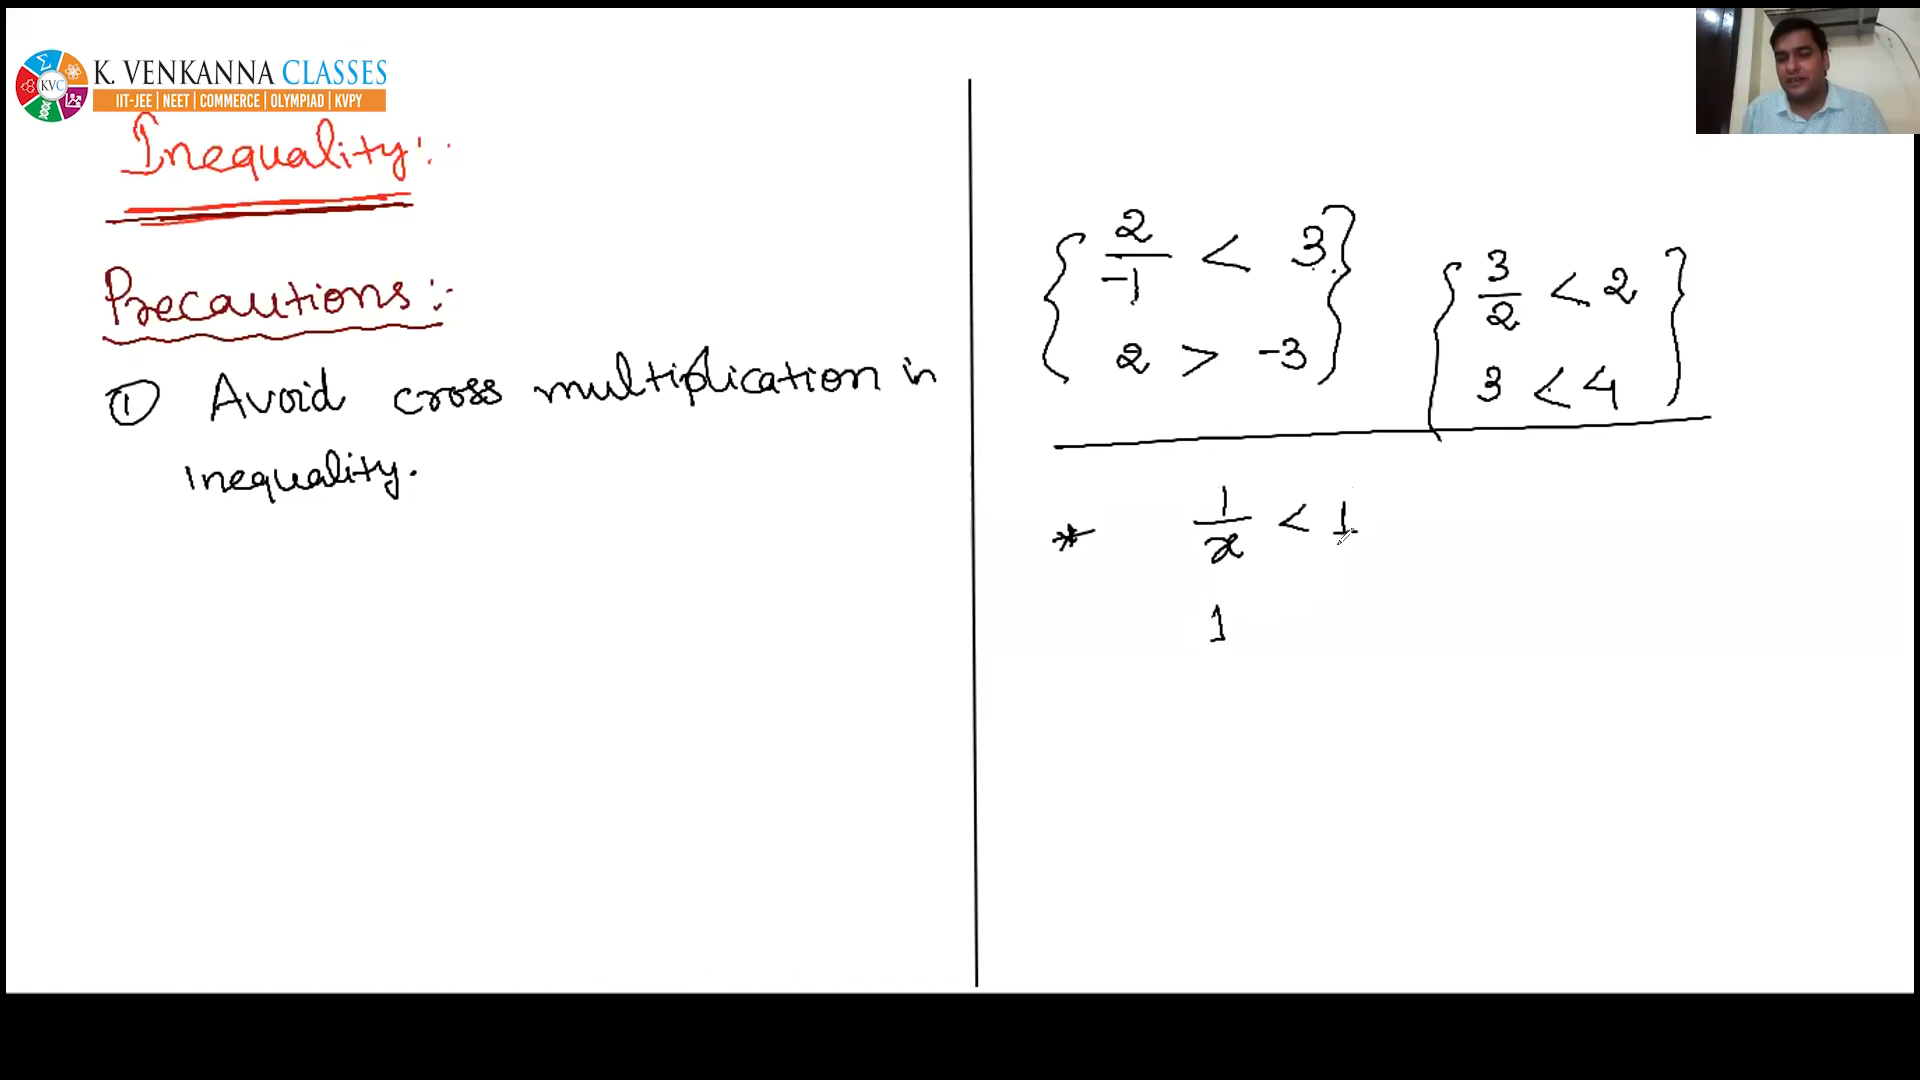 K. VENKANNA CLASSES
KVC
IIT-JEE | NEET | COMMERCE | OLYMPIAD | KVPY
Inequality:
Precautions:
① Avoid cross multiplication in
inequality.
{ 2/-1 < 3
2 > -3 }
{ 3/2 < 2
3 < 4 }
* 1/x < 1
1